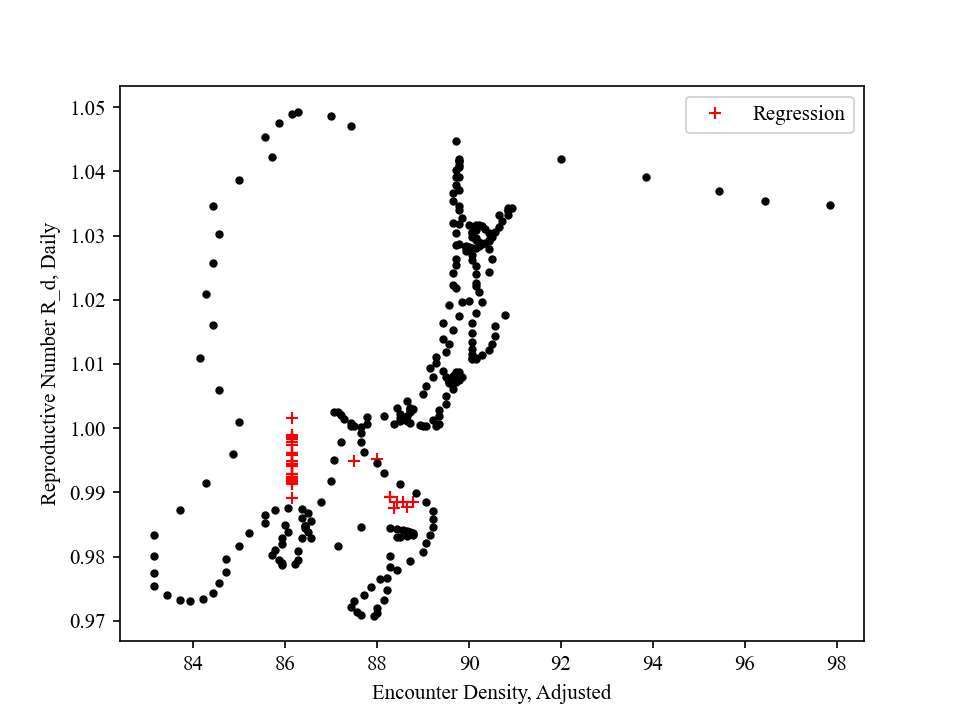 Regression
1.05
1.04
1.03
1.02
1.01
1.00
0.99
0.98
0.97
Reproductive Number R_d, Daily
84 86 88 90 92 94 96 98
Encounter Density, Adjusted